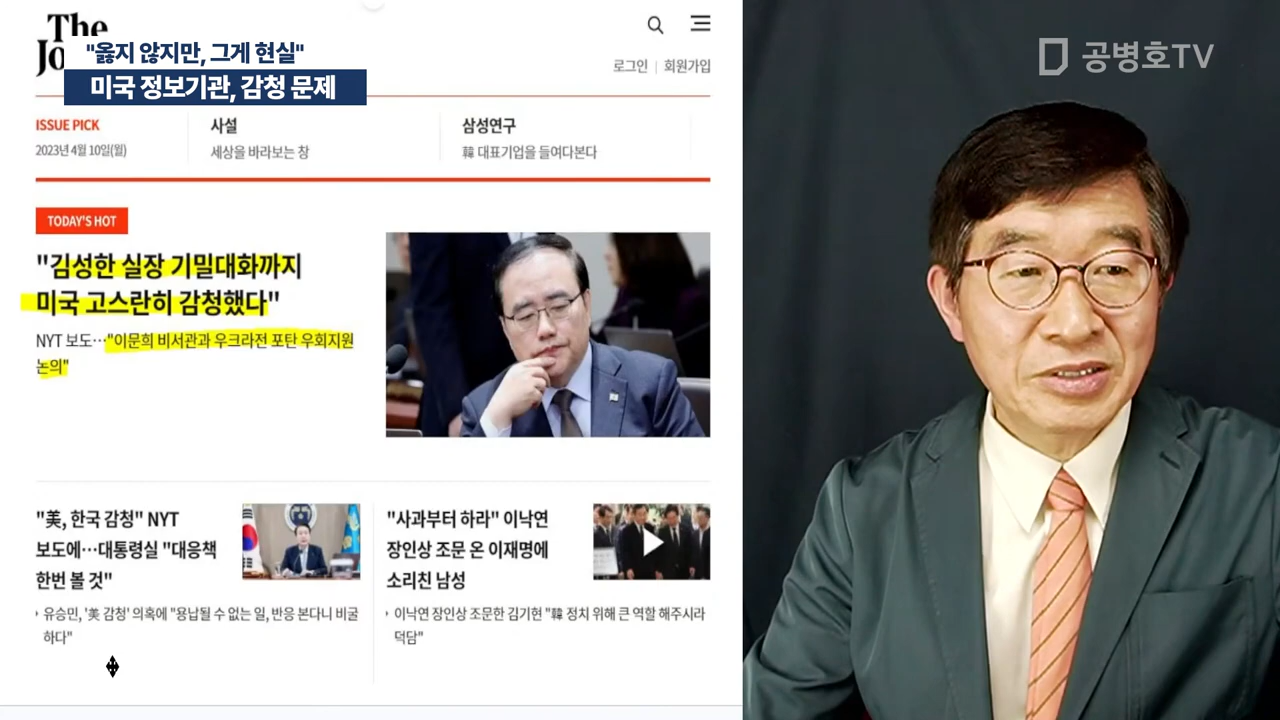 The
Jo
"옳지 않지만, 그게 현실"
미국 정보기관, 감청 문제
로그인 | 회원가입
ISSUE PICK
2023년 4월 10일(월)
사설
세상을 바라보는 창
삼성연구
韓 대표기업을 들여다본다
TODAY'S HOT
"김성한 실장 기밀대화까지
미국 고스란히 감청했다"
NYT 보도…"이문희 비서관과 우크라전 포탄 우회지원
논의"
"美, 한국 감청" NYT
보도에…대통령실 "대응책
한번 볼 것"
유승민, '美 감청' 의혹에 "용납될 수 없는 일, 반응 본다니 비굴
하다"
"사과부터 하라" 이낙연
장인상 조문 온 이재명에
소리친 남성
이낙연 장인상 조문한 김기현 "韓 정치 위해 큰 역할 해주시라
덕담"
공병호TV